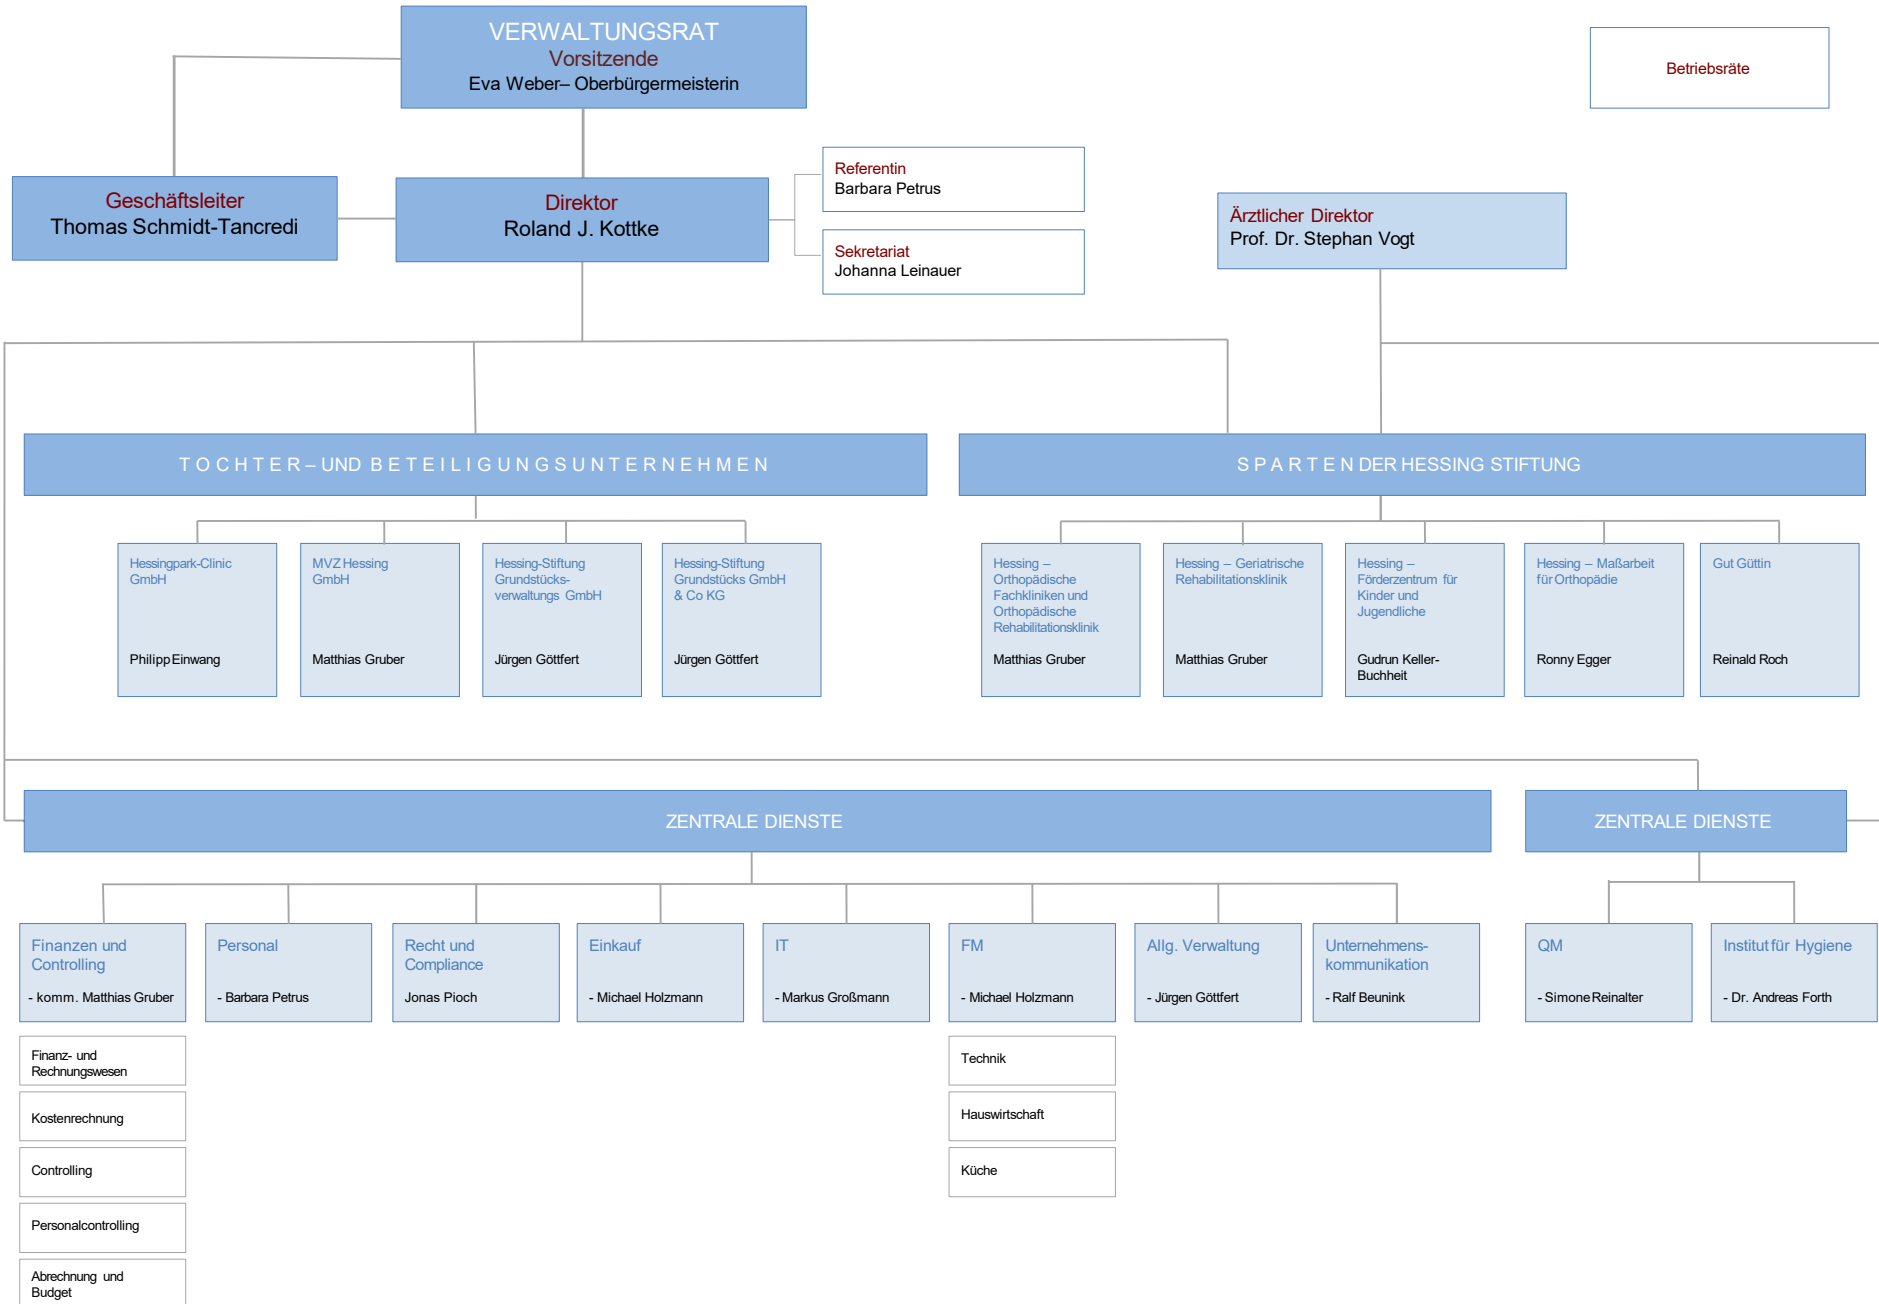 VERWALTUNGSRAT
Vorsitzende
Eva Weber– Oberbürgermeisterin
Betriebsräte
Geschäftsleiter
Thomas Schmidt-Tancredi
Direktor
Roland J. Kottke
Referentin
Barbara Petrus
Sekretariat
Johanna Leinauer
Ärztlicher Direktor
Prof. Dr. Stephan Vogt
T O C H T E R – UND B E T E I L I G U N G S U N T E R N E H M E N
S P A R T E N DER HESSING STIFTUNG
Hessingpark-Clinic
GmbH
Philipp Einwang
MVZ Hessing
GmbH
Matthias Gruber
Hessing-Stiftung
Grundstücks-
verwaltungs GmbH
Jürgen Göttfert
Hessing-Stiftung
Grundstücks GmbH
& Co KG
Jürgen Göttfert
Hessing –
Orthopädische
Fachkliniken und
Orthopädische
Rehabilitationsklinik
Matthias Gruber
Hessing – Geriatrische
Rehabilitationsklinik
Matthias Gruber
Hessing –
Förderzentrum für
Kinder und
Jugendliche
Gudrun Keller-
Buchheit
Hessing – Maßarbeit
für Orthopädie
Ronny Egger
Gut Güttin
Reinald Roch
ZENTRALE DIENSTE
ZENTRALE DIENSTE
Finanzen und
Controlling
- komm. Matthias Gruber
Personal
- Barbara Petrus
Recht und
Compliance
Jonas Pioch
Einkauf
- Michael Holzmann
IT
- Markus Großmann
FM
- Michael Holzmann
Allg. Verwaltung
- Jürgen Göttfert
Unternehmens-
kommunikation
- Ralf Beunink
QM
- Simone Reinalter
Institut für Hygiene
- Dr. Andreas Forth
Finanz- und
Rechnungswesen
Kostenrechnung
Controlling
Personalcontrolling
Abrechnung und
Budget
Technik
Hauswirtschaft
Küche